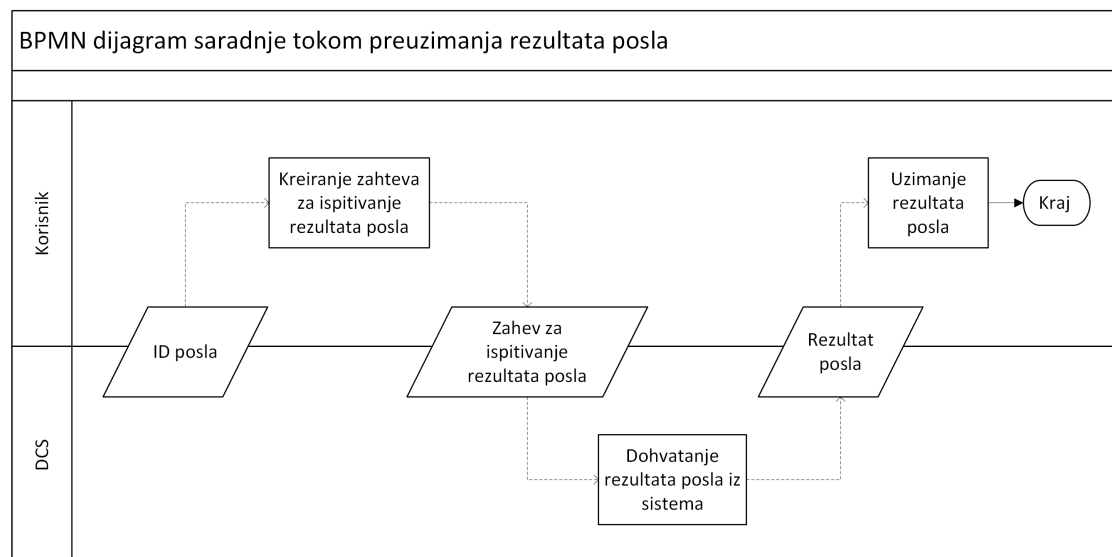 BPMN dijagram saradnje tokom preuzimanja rezultata posla
Korisnik
Kreiranje zahteva
za ispitivanje
rezultata posla
Uzimanje
rezultata
posla
Kraj
ID posla
Zahev za
ispitivanje
rezultata posla
Rezultat
posla
DCS
Dohvatanje
rezultata posla iz
sistema